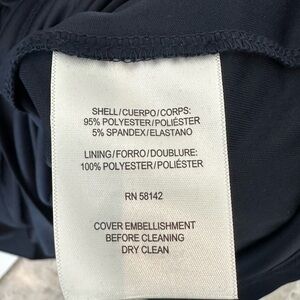 SHELL/CUERPO/CORPS:
95% POLYESTER/POLIÉSTER
5% SPANDEX/ELASTANO
LINING/FORRO/DOUBLURE:
100% POLYESTER/POLIÉSTER
RN 58142
COVER EMBELLISHMENT
BEFORE CLEANING
DRY CLEAN